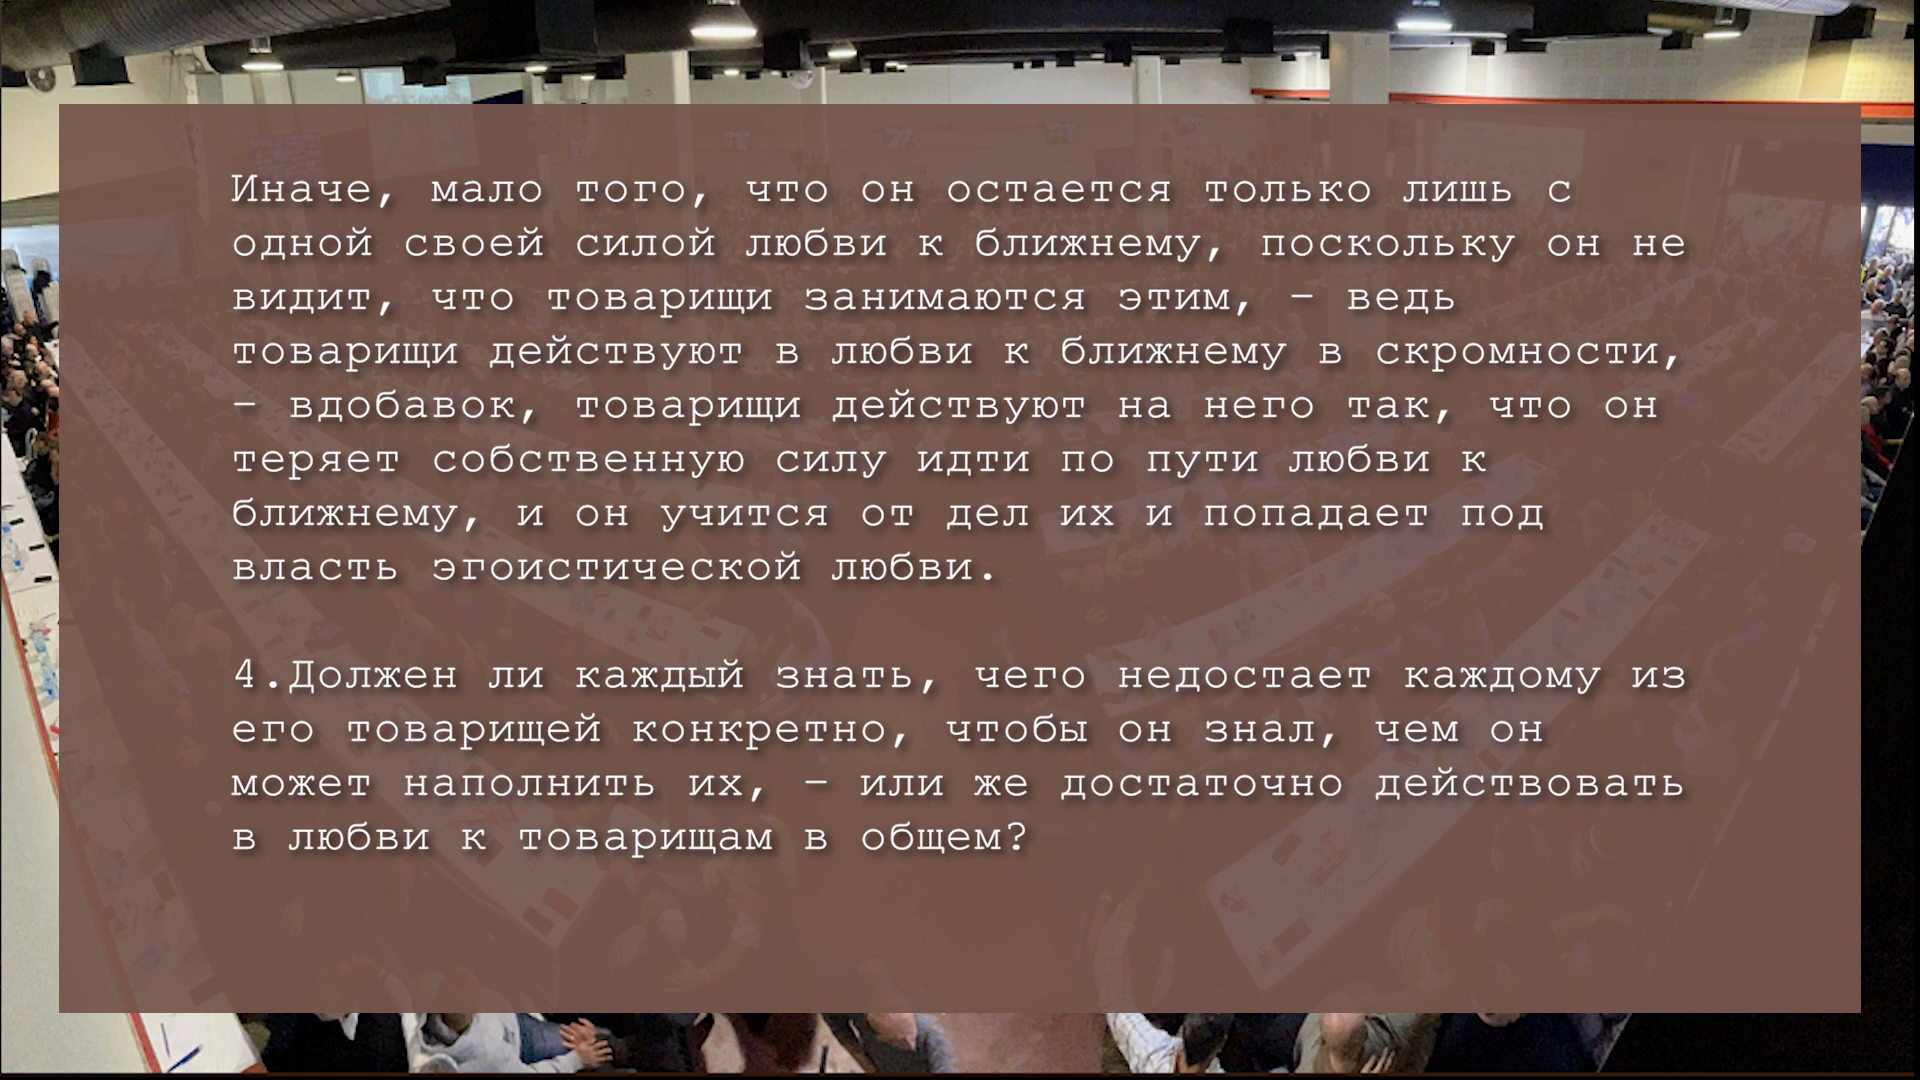 Иначе, мало того, что он остается только лишь с
одной своей силой любви к ближнему, поскольку он не
видит, что товарищи занимаются этим, – ведь
товарищи действуют в любви к ближнему в скромности,
– вдобавок, товарищи действуют на него так, что он
теряет собственную силу идти по пути любви к
ближнему, и он учится от дел их и попадает под
власть эгоистической любви.
4.Должен ли каждый знать, чего недостает каждому из
его товарищей конкретно, чтобы он знал, чем он
может наполнить их, – или же достаточно действовать
в любви к товарищам в общем?